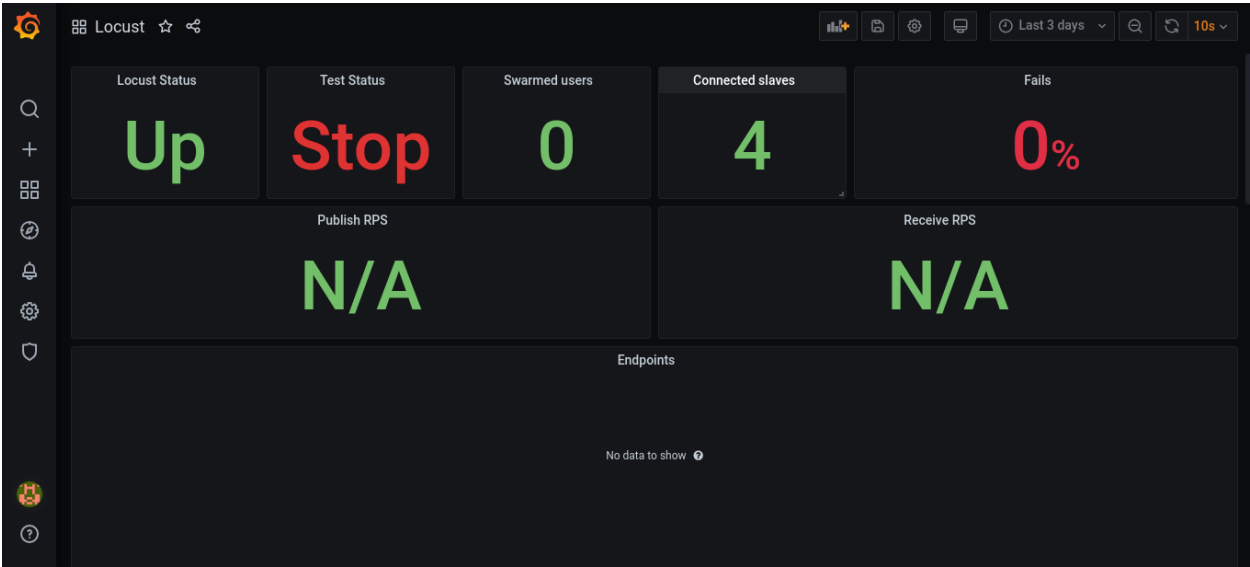 Locust
Last 3 days
10s
Locust Status
Test Status
Swarmed users
Connected slaves
Fails
Up
Stop
0
4
0%
Publish RPS
Receive RPS
N/A
N/A
Endpoints
No data to show